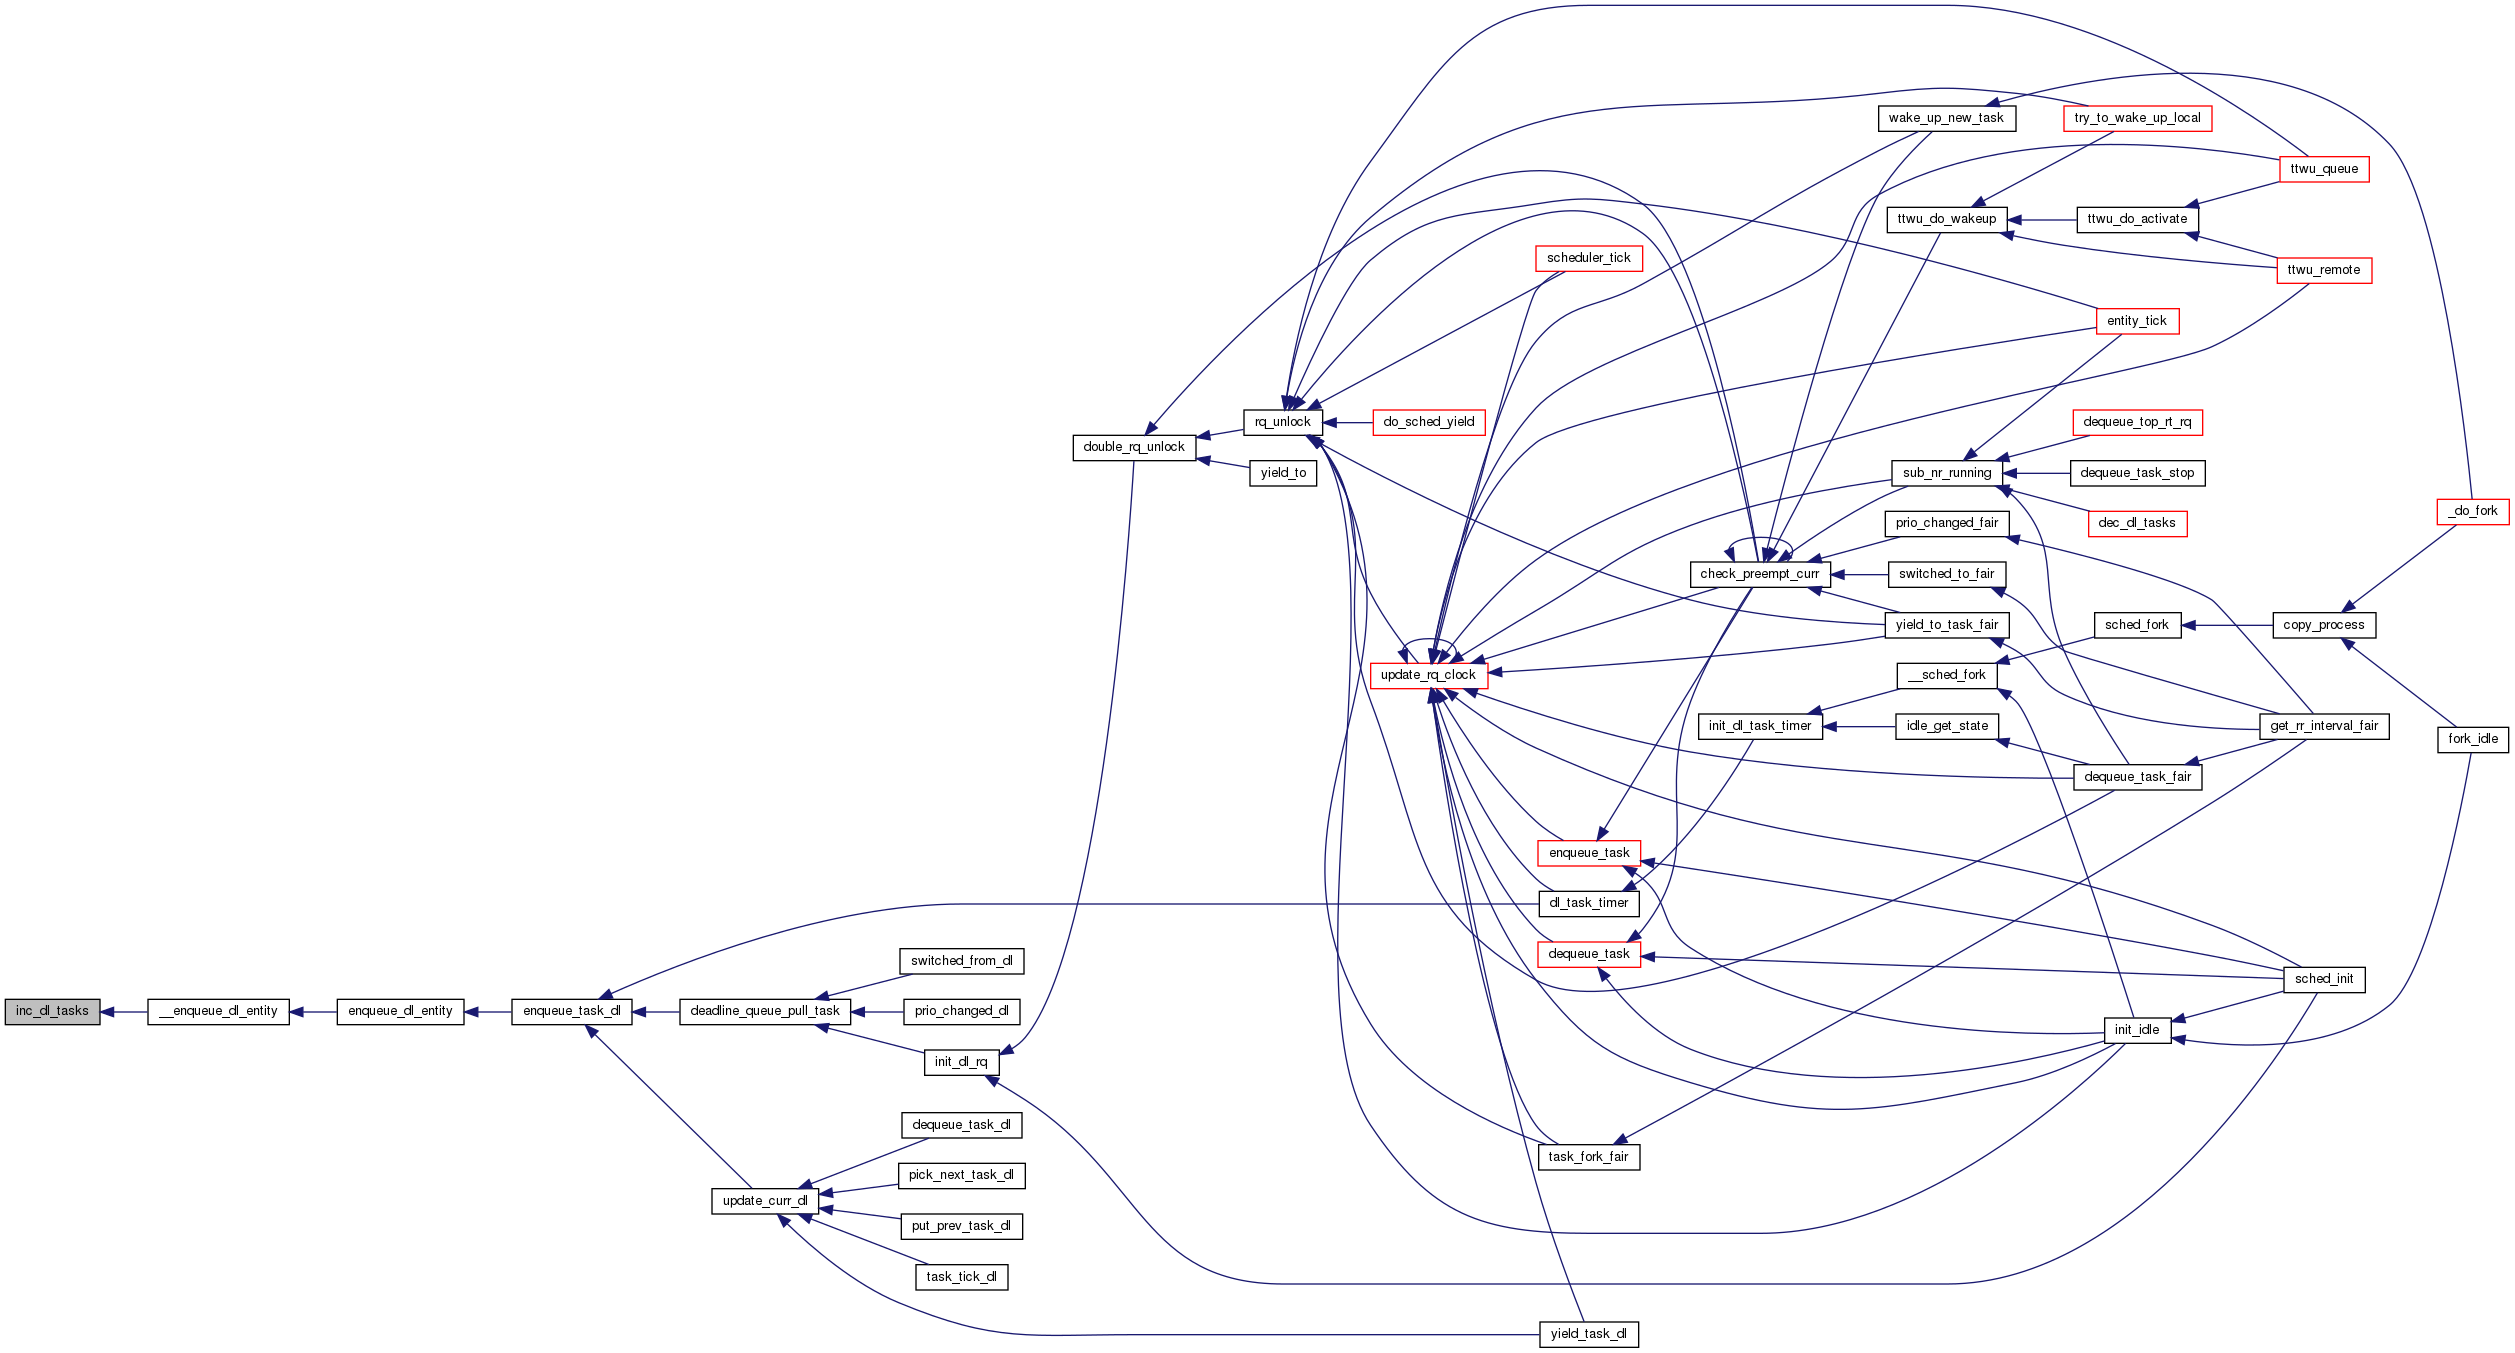 inc_dl_tasks
__enqueue_dl_entity
enqueue_dl_entity
enqueue_task_dl
deadline_queue_pull_task
switched_from_dl
prio_changed_dl
init_dl_rq
update_curr_dl
dequeue_task_dl
pick_next_task_dl
put_prev_task_dl
task_tick_dl
double_rq_unlock
rq_unlock
yield_to
do_sched_yield
update_rq_clock
scheduler_tick
enqueue_task
dl_task_timer
dequeue_task
task_fork_fair
yield_task_dl
check_preempt_curr
init_dl_task_timer
wake_up_new_task
ttwu_do_wakeup
sub_nr_running
prio_changed_fair
switched_to_fair
yield_to_task_fair
__sched_fork
idle_get_state
try_to_wake_up_local
ttwu_do_activate
entity_tick
dequeue_top_rt_rq
dequeue_task_stop
dec_dl_tasks
sched_fork
dequeue_task_fair
init_idle
ttwu_queue
ttwu_remote
copy_process
get_rr_interval_fair
sched_init
_do_fork
fork_idle